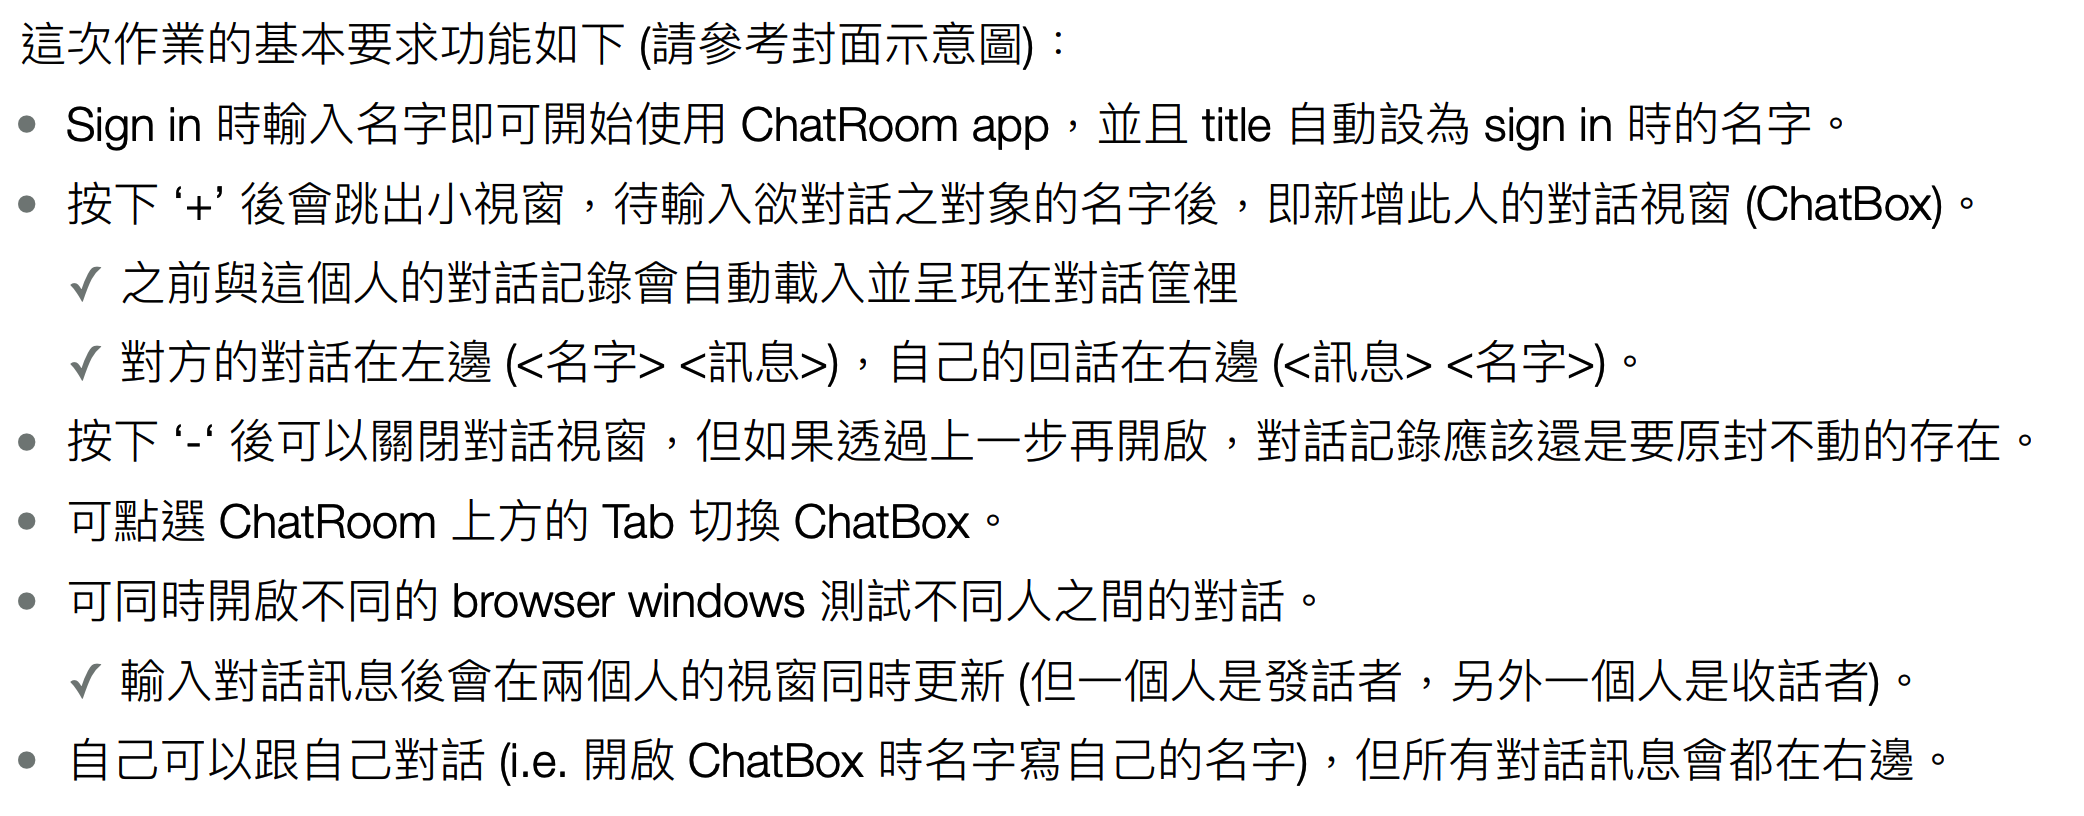 這次作業的基本要求功能如下 (請參考封面示意圖)：
• Sign in 時輸入名字即可開始使用 ChatRoom app，並且 title 自動設為 sign in 時的名字。
• 按下 ‘+’ 後會跳出小視窗，待輸入欲對話之對象的名字後，即新增此人的對話視窗 (ChatBox)。
✓ 之前與這個人的對話記錄會自動載入並呈現在對話筐裡
✓ 對方的對話在左邊 (<名字> <訊息>)，自己的回話在右邊 (<訊息> <名字>)。
• 按下 ‘-‘ 後可以關閉對話視窗，但如果透過上一步再開啟，對話記錄應該還是要原封不動的存在。
• 可點選 ChatRoom 上方的 Tab 切換 ChatBox。
• 可同時開啟不同的 browser windows 測試不同人之間的對話。
✓ 輸入對話訊息後會在兩個人的視窗同時更新 (但一個人是發話者，另外一個人是收話者)。
• 自己可以跟自己對話 (i.e. 開啟 ChatBox 時名字寫自己的名字)，但所有對話訊息會都在右邊。